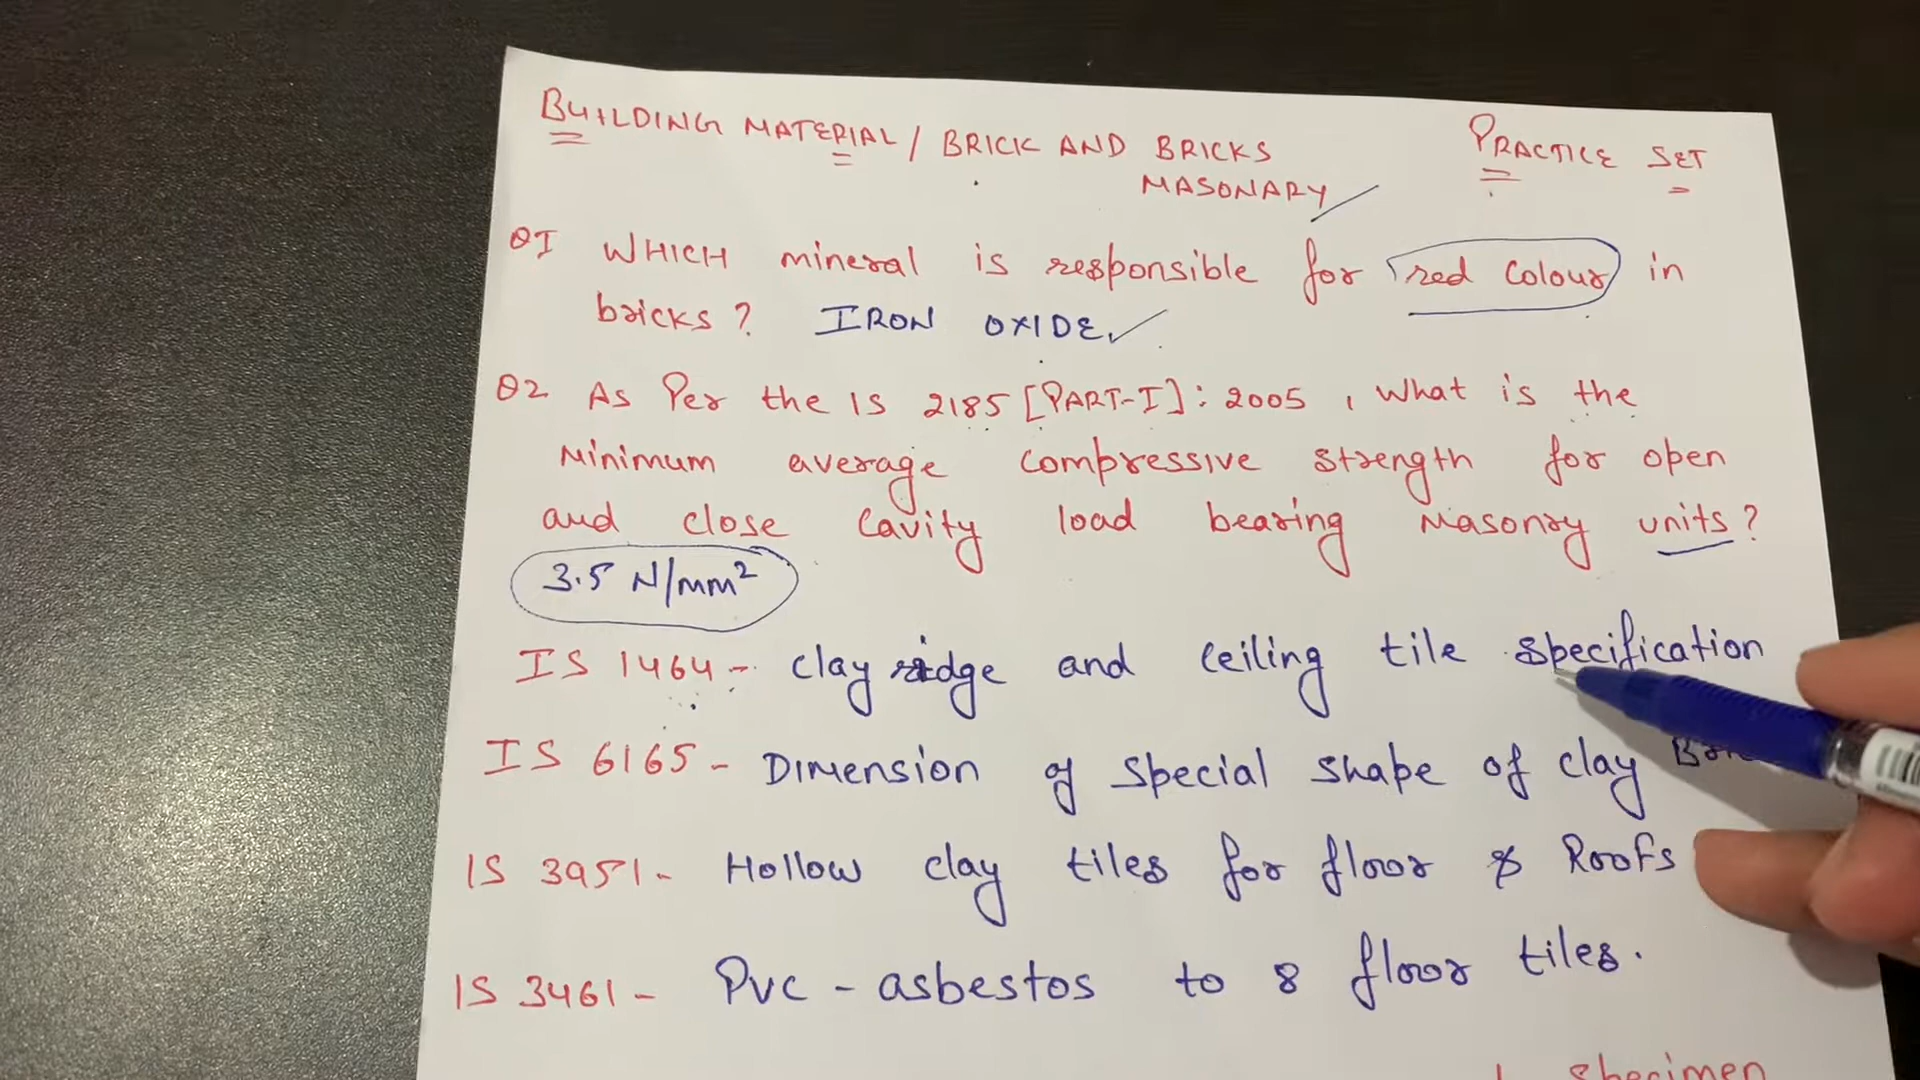 BUILDING MATERIAL / BRICK AND BRICKS MASONARY
PRACTICE SET
Q1 WHICH mineral is responsible for red colour in
bricks? IRON OXIDE
Q2 As Per the IS 2185 [PART-I]: 2005, what is the
Minimum average compressive strength for open
and close cavity load bearing Masonry units?
3.5 N/mm²
IS 1464 - clay ridge and ceiling tile specification
IS 6165 - Dimension of special shape of clay
IS 3951 - Hollow clay tiles for floor & Roofs
IS 3461 - PVC - asbestos to 8 floor tiles.
specimen